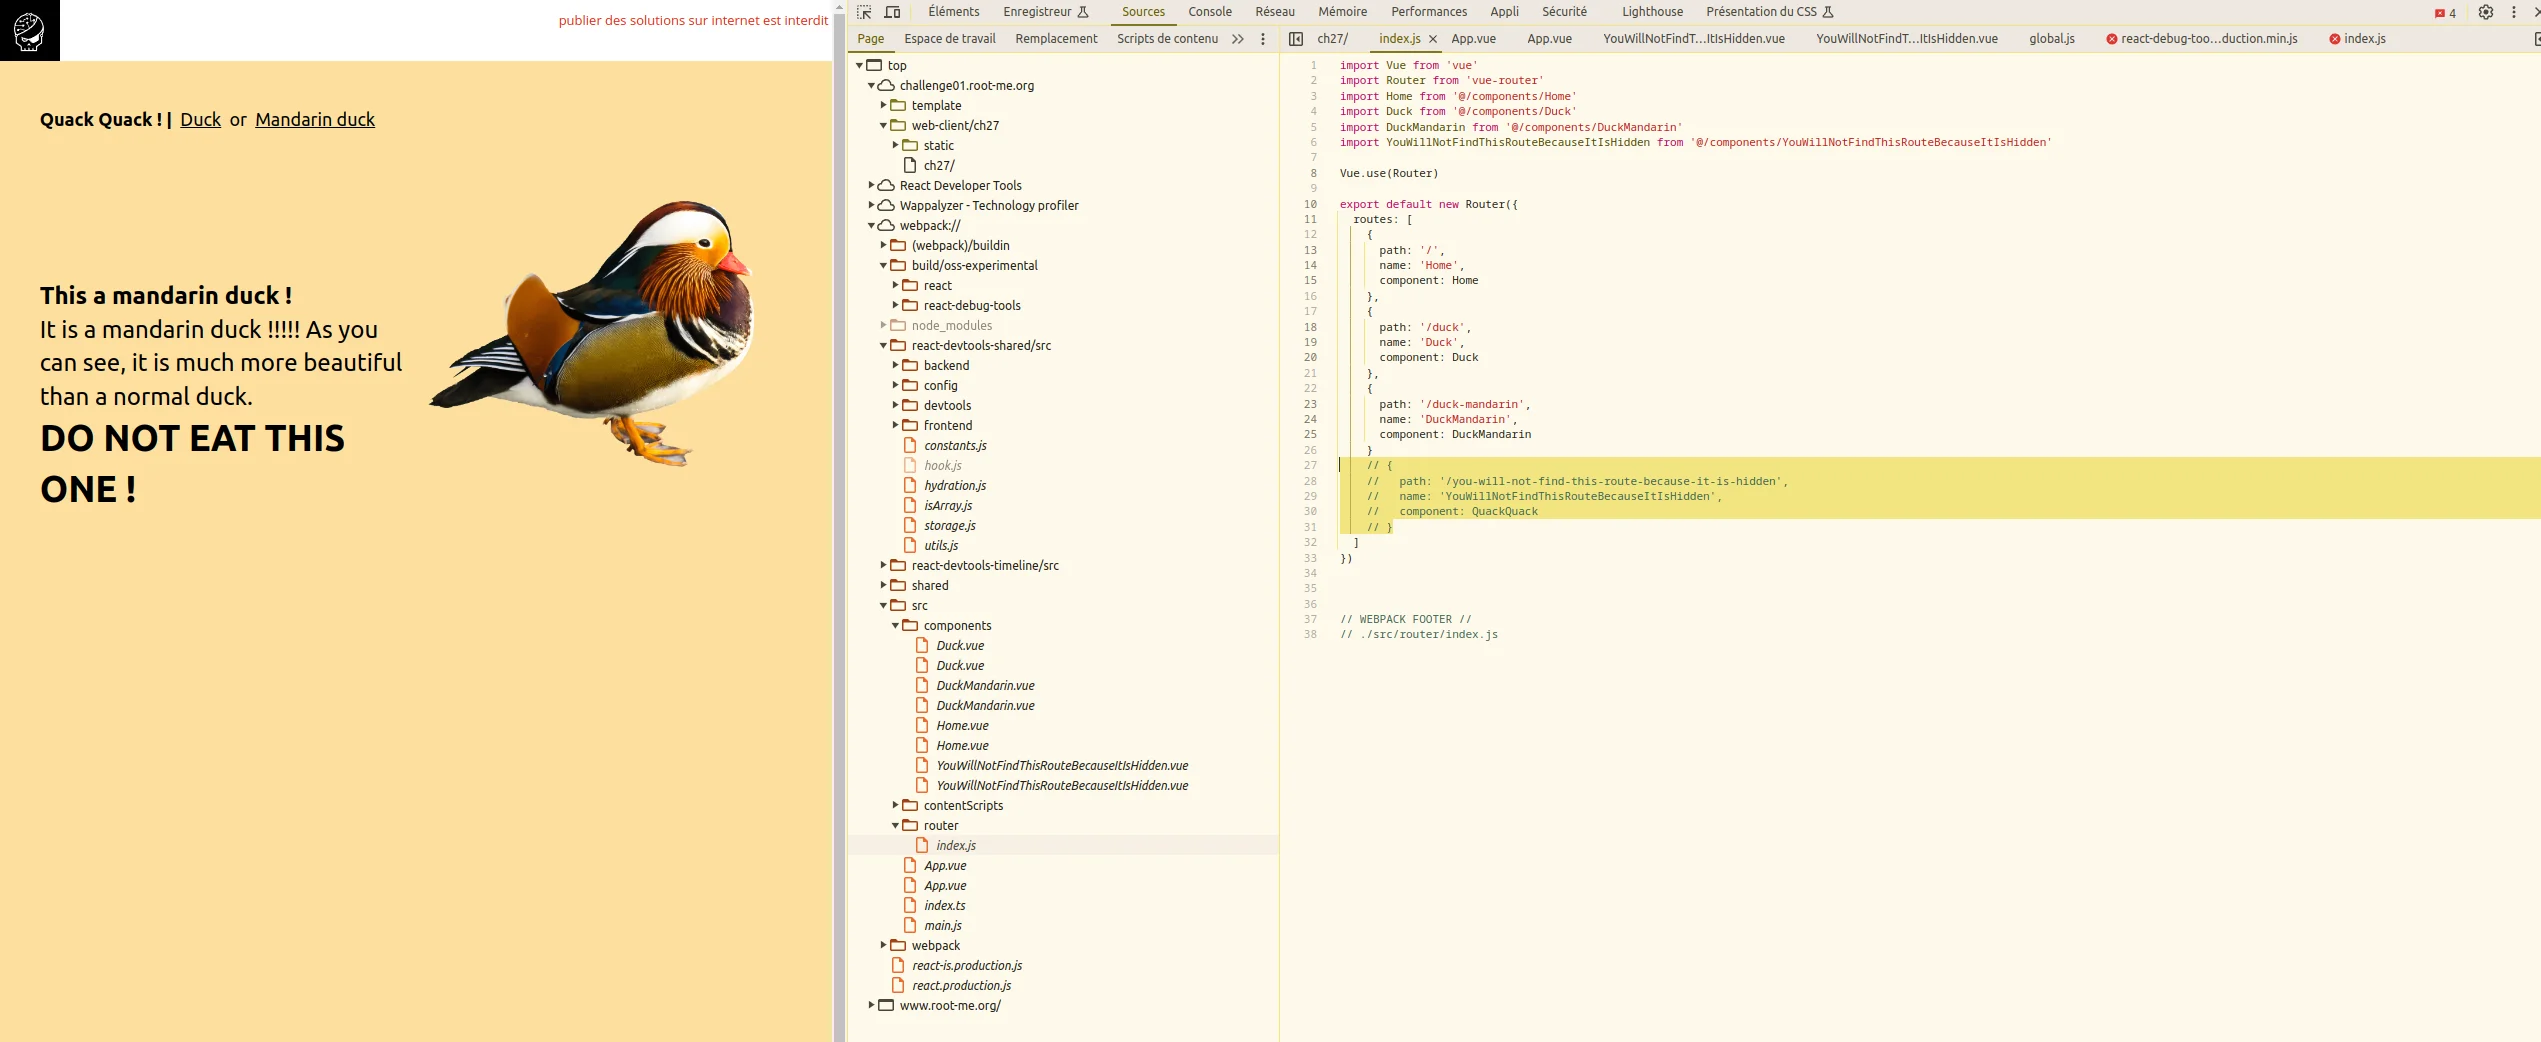 publier des solutions sur internet est interdit
Quack Quack ! | Duck or Mandarin duck
This a mandarin duck !
It is a mandarin duck !!!!! As you
can see, it is much more beautiful
than a normal duck.
DO NOT EAT THIS
ONE !
Éléments Enregistreur Sources Console Réseau Mémoire Performances Appli Sécurité Lighthouse Présentation du CSS 4
Page Espace de travail Remplacement Scripts de contenu
ch27/ index.js App.vue App.vue YouWillNotFindT...ItIsHidden.vue YouWillNotFindT...ItIsHidden.vue global.js react-debug-too...duction.min.js index.js
top
challenge01.root-me.org
template
web-client/ch27
static
ch27/
React Developer Tools
Wappalyzer - Technology profiler
webpack://
(webpack)/buildin
build/oss-experimental
react
react-debug-tools
node_modules
react-devtools-shared/src
backend
config
devtools
frontend
constants.js
hook.js
hydration.js
isArray.js
storage.js
utils.js
react-devtools-timeline/src
shared
src
components
Duck.vue
Duck.vue
DuckMandarin.vue
DuckMandarin.vue
Home.vue
Home.vue
YouWillNotFindThisRouteBecauseItIsHidden.vue
YouWillNotFindThisRouteBecauseItIsHidden.vue
contentScripts
router
index.js
App.vue
App.vue
index.ts
main.js
webpack
react-is.production.js
react.production.js
www.root-me.org/
1 import Vue from 'vue'
2 import Router from 'vue-router'
3 import Home from '@/components/Home'
4 import Duck from '@/components/Duck'
5 import DuckMandarin from '@/components/DuckMandarin'
6 import YouWillNotFindThisRouteBecauseItIsHidden from '@/components/YouWillNotFindThisRouteBecauseItIsHidden'
7
8 Vue.use(Router)
9
10 export default new Router({
11 routes: [
12 {
13 path: '/',
14 name: 'Home',
15 component: Home
16 },
17 {
18 path: '/duck',
19 name: 'Duck',
20 component: Duck
21 },
22 {
23 path: '/duck-mandarin',
24 name: 'DuckMandarin',
25 component: DuckMandarin
26 }
27 // {
28 // path: '/you-will-not-find-this-route-because-it-is-hidden',
29 // name: 'YouWillNotFindThisRouteBecauseItIsHidden',
30 // component: QuackQuack
31 // }
32 ]
33 })
34
35
36
37 // WEBPACK FOOTER //
38 // ./src/router/index.js